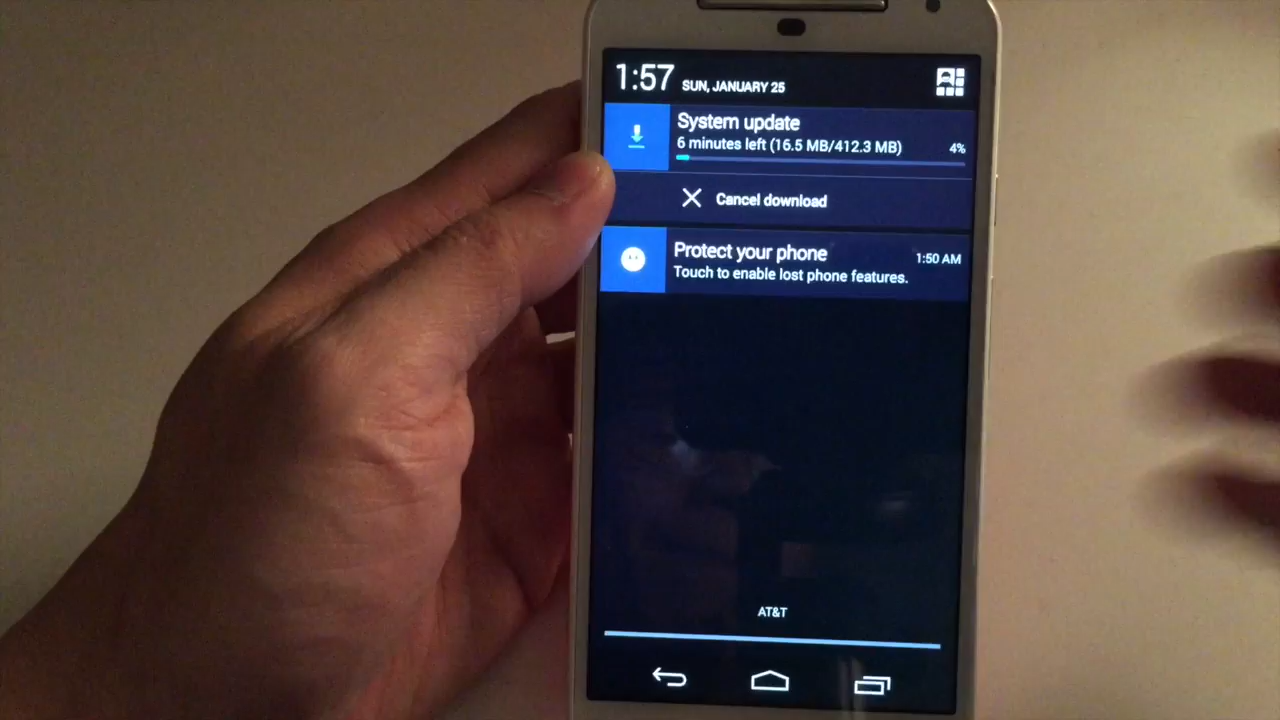 1:57 SUN, JANUARY 25
System update
6 minutes left (16.5 MB/412.3 MB) 4%
Cancel download
Protect your phone 1:50 AM
Touch to enable lost phone features.
AT&T